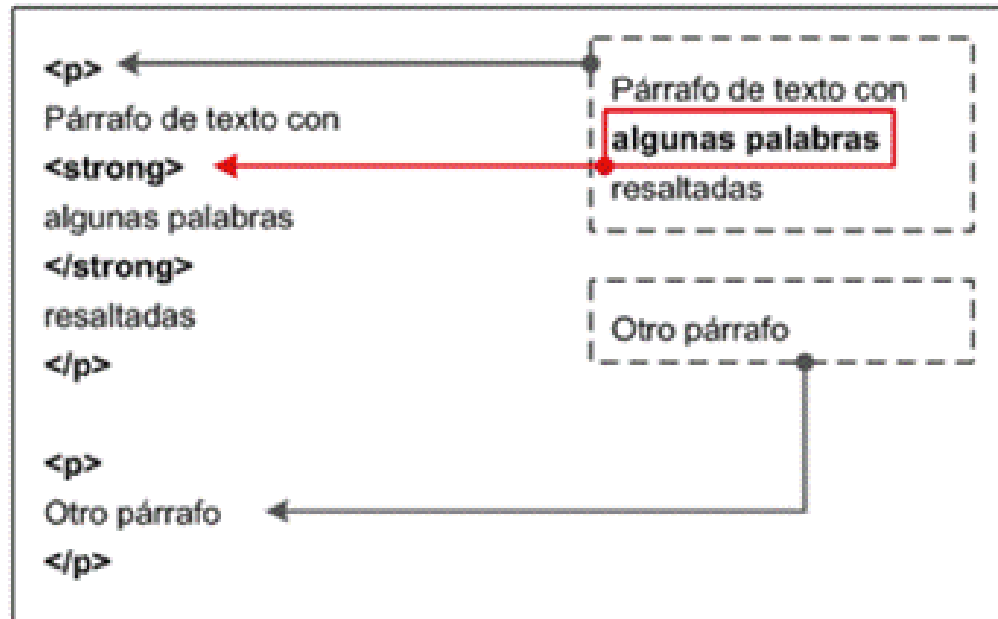 <p>
Párrafo de texto con
<strong>
algunas palabras
</strong>
resaltadas
</p>
<p>
Otro párrafo
</p>
Párrafo de texto con
algunas palabras
resaltadas
Otro párrafo